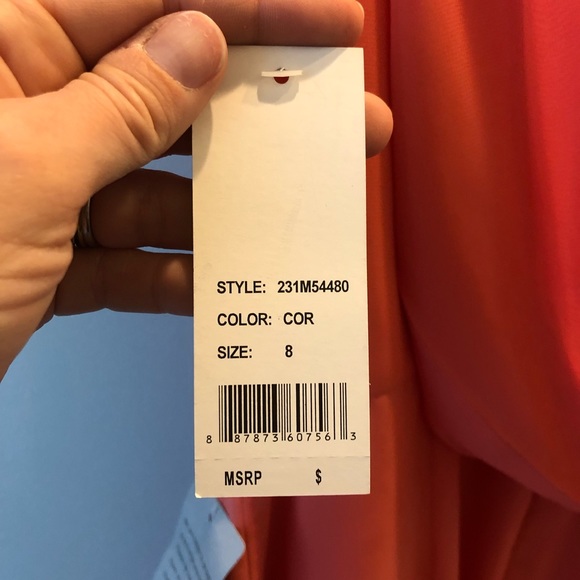 STYLE: 231M54480
COLOR: COR
SIZE: 8
8 87873 60756 3
MSRP $